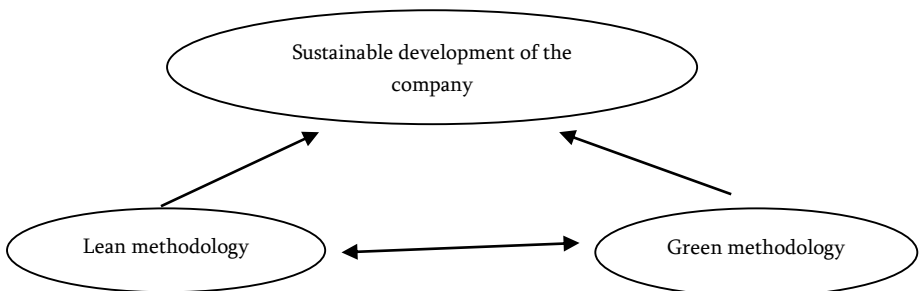 Sustainable development of the
company
Lean methodology
Green methodology